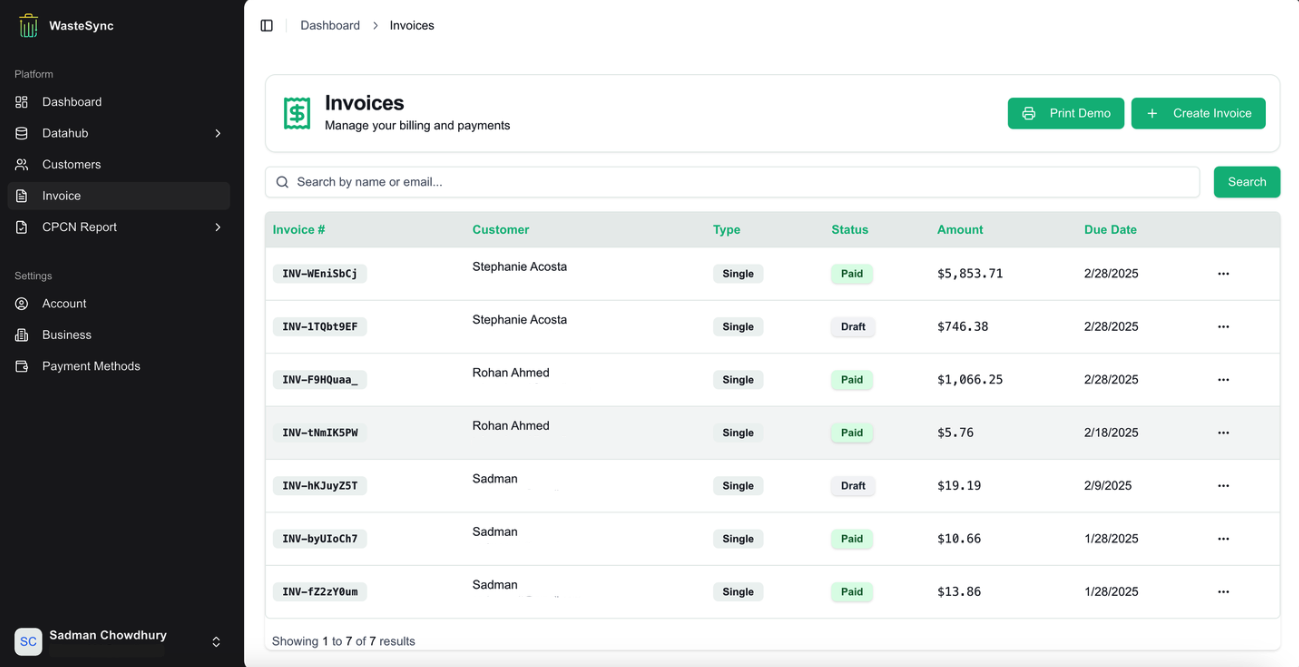 WasteSync
Platform
Dashboard
Datahub
Customers
Invoice
CPCN Report
Settings
Account
Business
Payment Methods
SC
Sadman Chowdhury
Dashboard > Invoices
Invoices
Manage your billing and payments
Print Demo
+ Create Invoice
Search by name or email...
Search
Invoice # Customer Type Status Amount Due Date
INV-WEniSbCj Stephanie Acosta Single Paid $5,853.71 2/28/2025 ...
INV-1TQbt9EF Stephanie Acosta Single Draft $746.38 2/28/2025 ...
INV-F9HQuaa_ Rohan Ahmed Single Paid $1,066.25 2/28/2025 ...
INV-tNmIK5PW Rohan Ahmed Single Paid $5.76 2/18/2025 ...
INV-hKJuyZ5T Sadman Single Draft $19.19 2/9/2025 ...
INV-byUIoCh7 Sadman Single Paid $10.66 1/28/2025 ...
INV-fZ2zY0um Sadman Single Paid $13.86 1/28/2025 ...
Showing 1 to 7 of 7 results